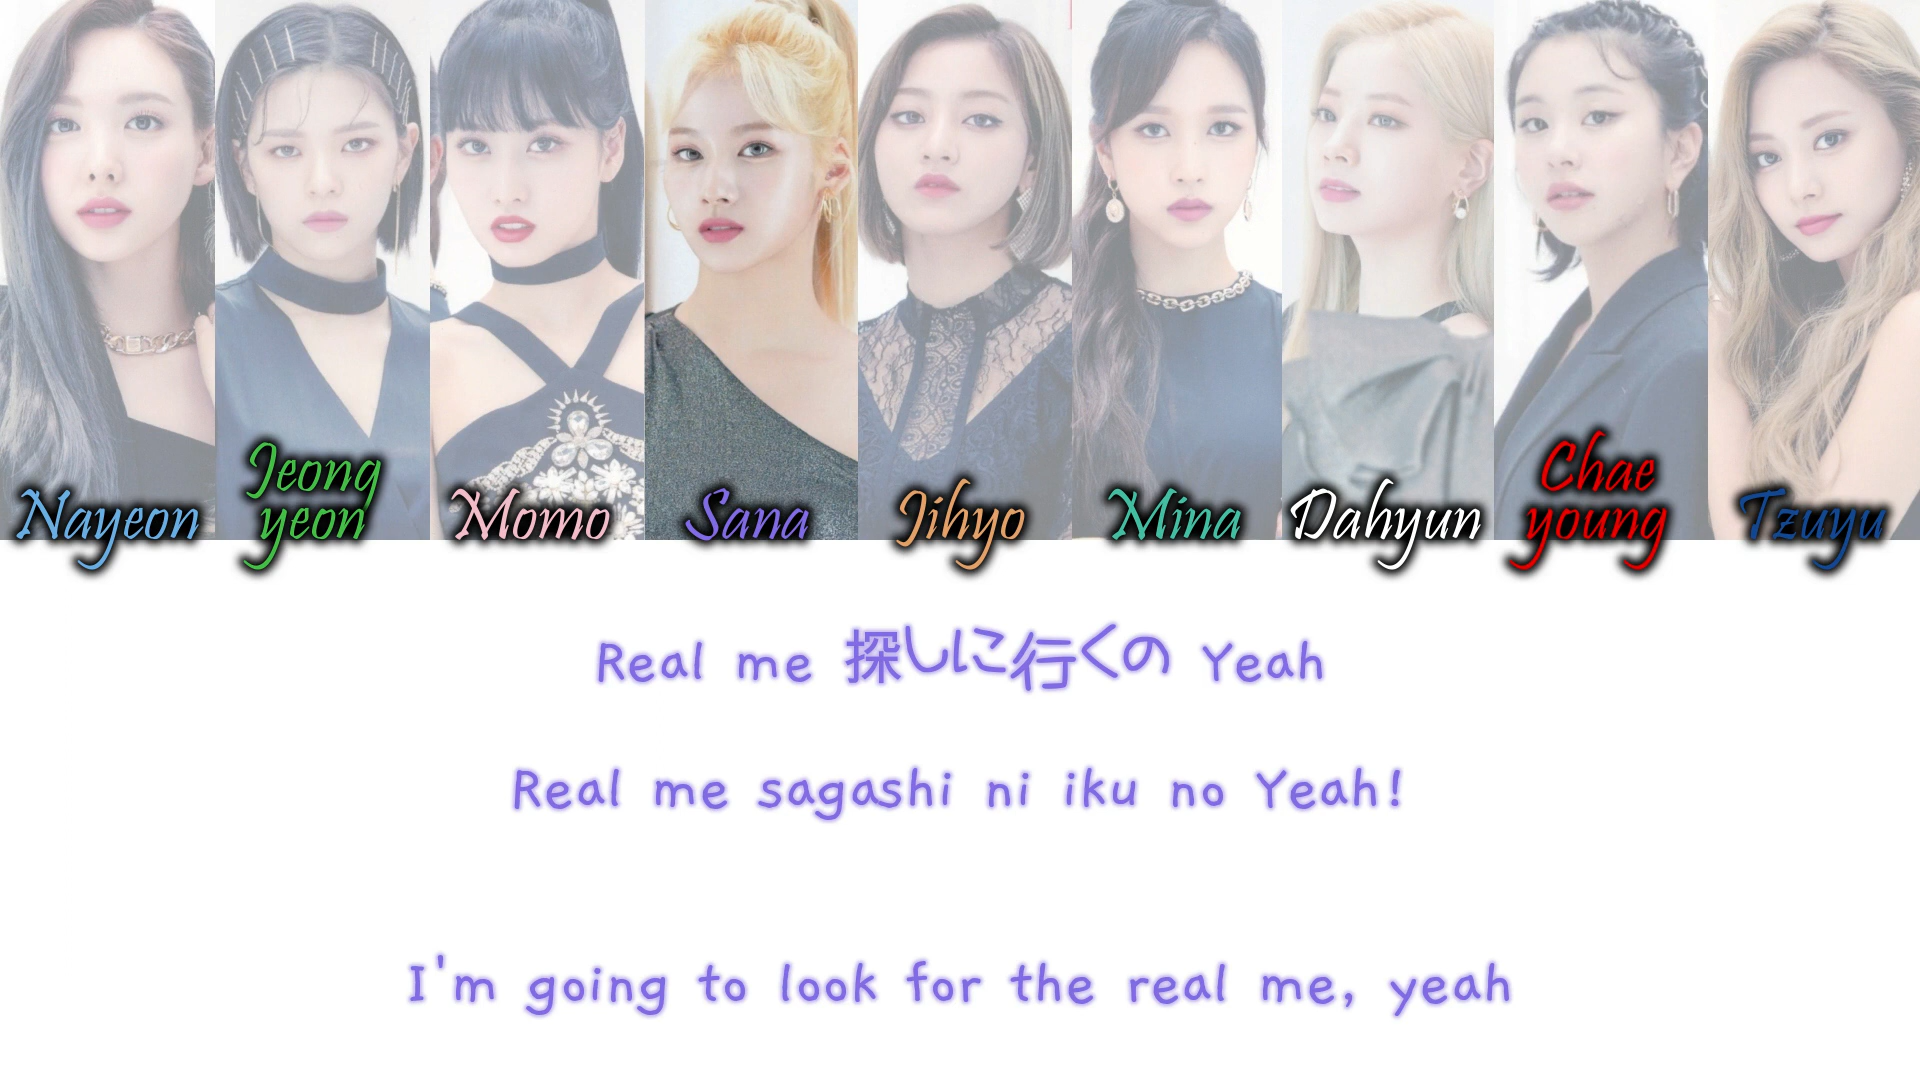 Nayeon
Jeong
yeon
Momo
Sana
Jihyo
Mina
Dahyun
Chae
young
Tzuyu
Real me 探しに行くの Yeah
Real me sagashi ni iku no Yeah!
I'm going to look for the real me, yeah